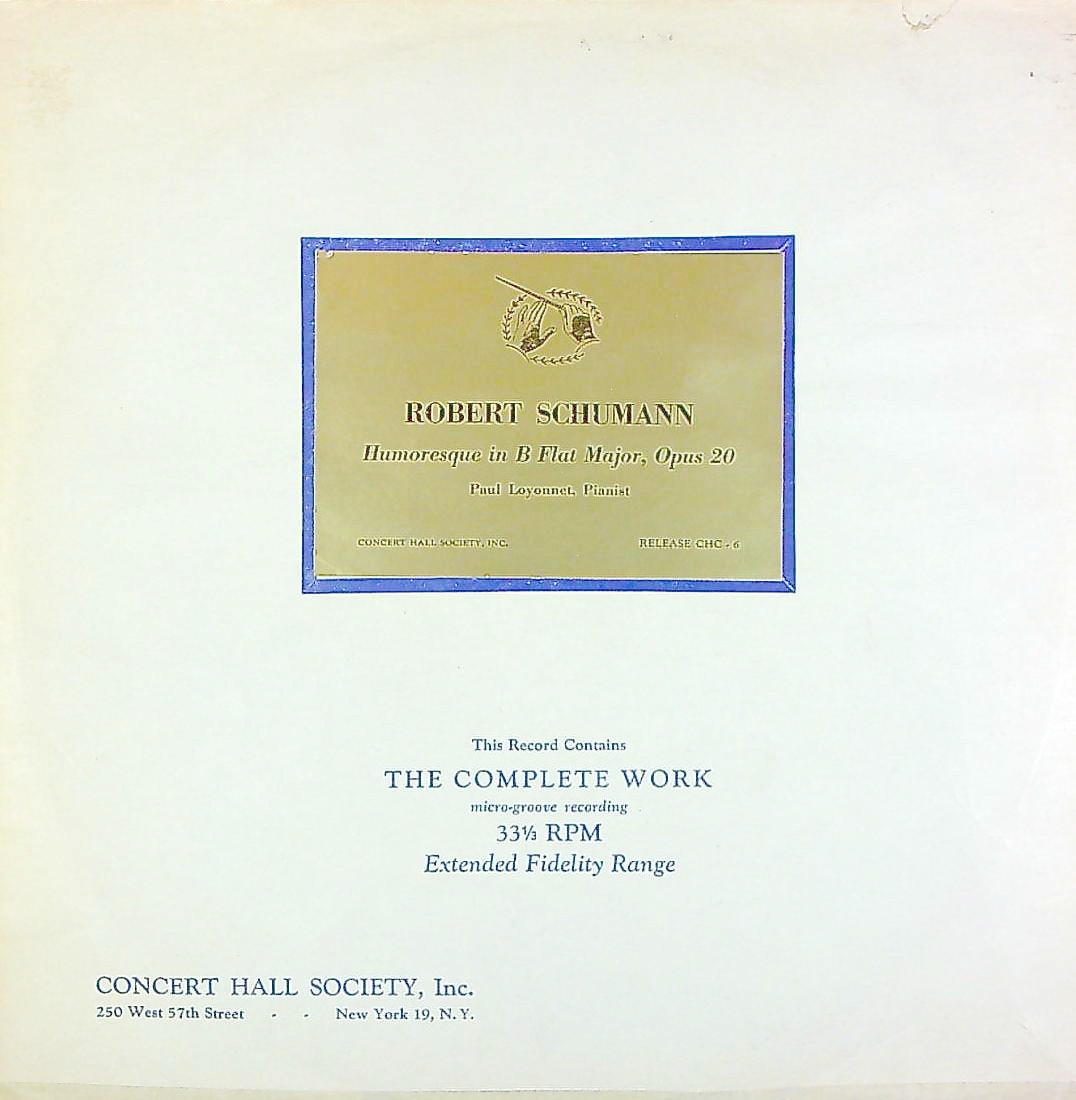 ROBERT SCHUMANN
Humoresque in B Flat Major, Opus 20
Paul Loyonnet, Pianist
CONCERT HALL SOCIETY, INC. RELEASE CHC - 6
This Record Contains
THE COMPLETE WORK
micro-groove recording
33⅓ RPM
Extended Fidelity Range
CONCERT HALL SOCIETY, Inc.
250 West 57th Street - - New York 19, N. Y.